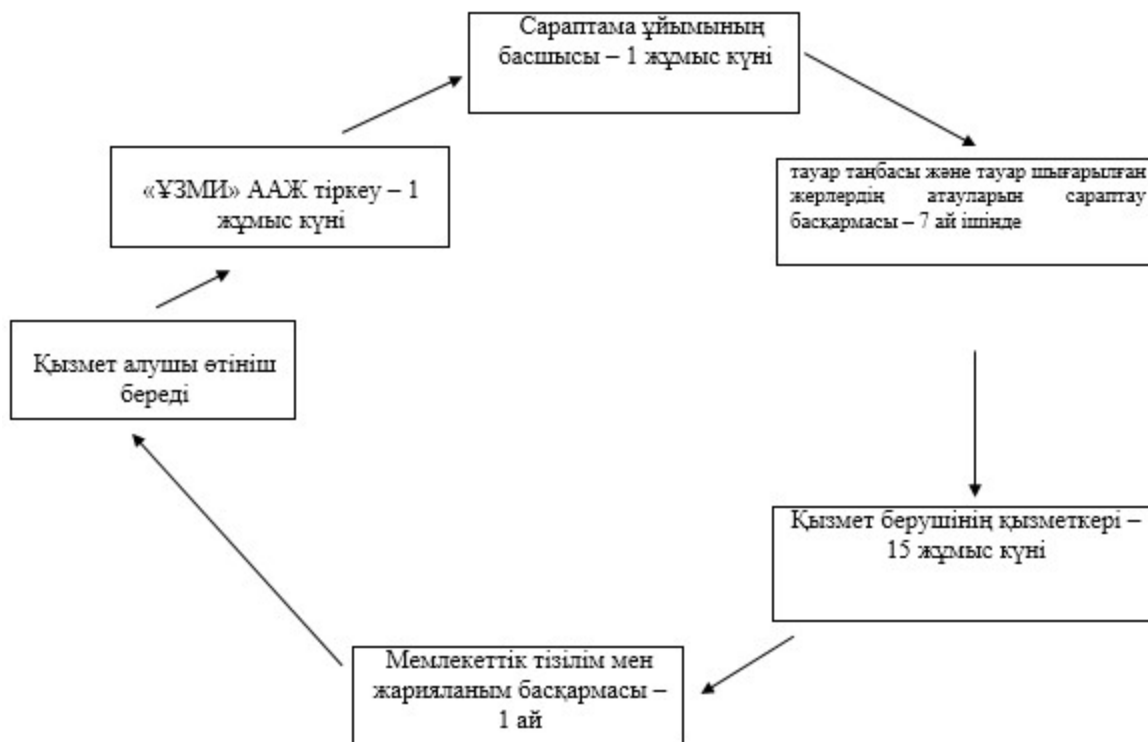 Сараптама ұйымының
басшысы – 1 жұмыс күні
«ҰЗМИ» ААЖ тіркеу – 1
жұмыс күні
тауар таңбасы және тауар шығарылған
жерлердің атауларын сараптау
басқармасы – 7 ай ішінде
Қызмет алушы өтініш
береді
Қызмет берушінің қызметкері –
15 жұмыс күні
Мемлекеттік тізілім мен
жарияланым басқармасы –
1 ай